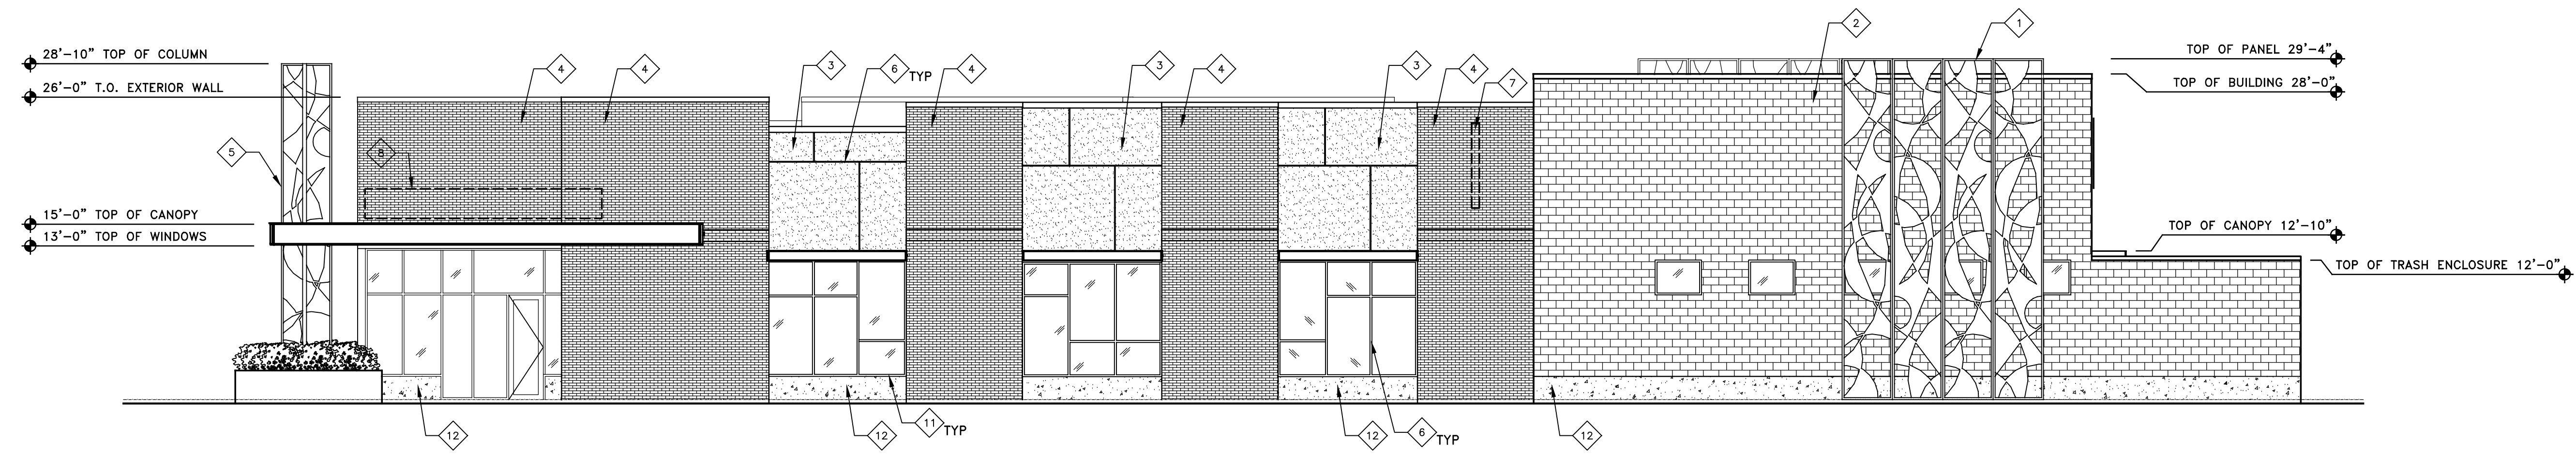 28'-10" TOP OF COLUMN
26'-0" T.O. EXTERIOR WALL
15'-0" TOP OF CANOPY
13'-0" TOP OF WINDOWS
5
8
4
4
3
6 TYP
4
3
4
3
4
7
2
1
TOP OF PANEL 29'-4"
TOP OF BUILDING 28'-0"
TOP OF CANOPY 12'-10"
TOP OF TRASH ENCLOSURE 12'-0"
12
12
11 TYP
12
6 TYP
12